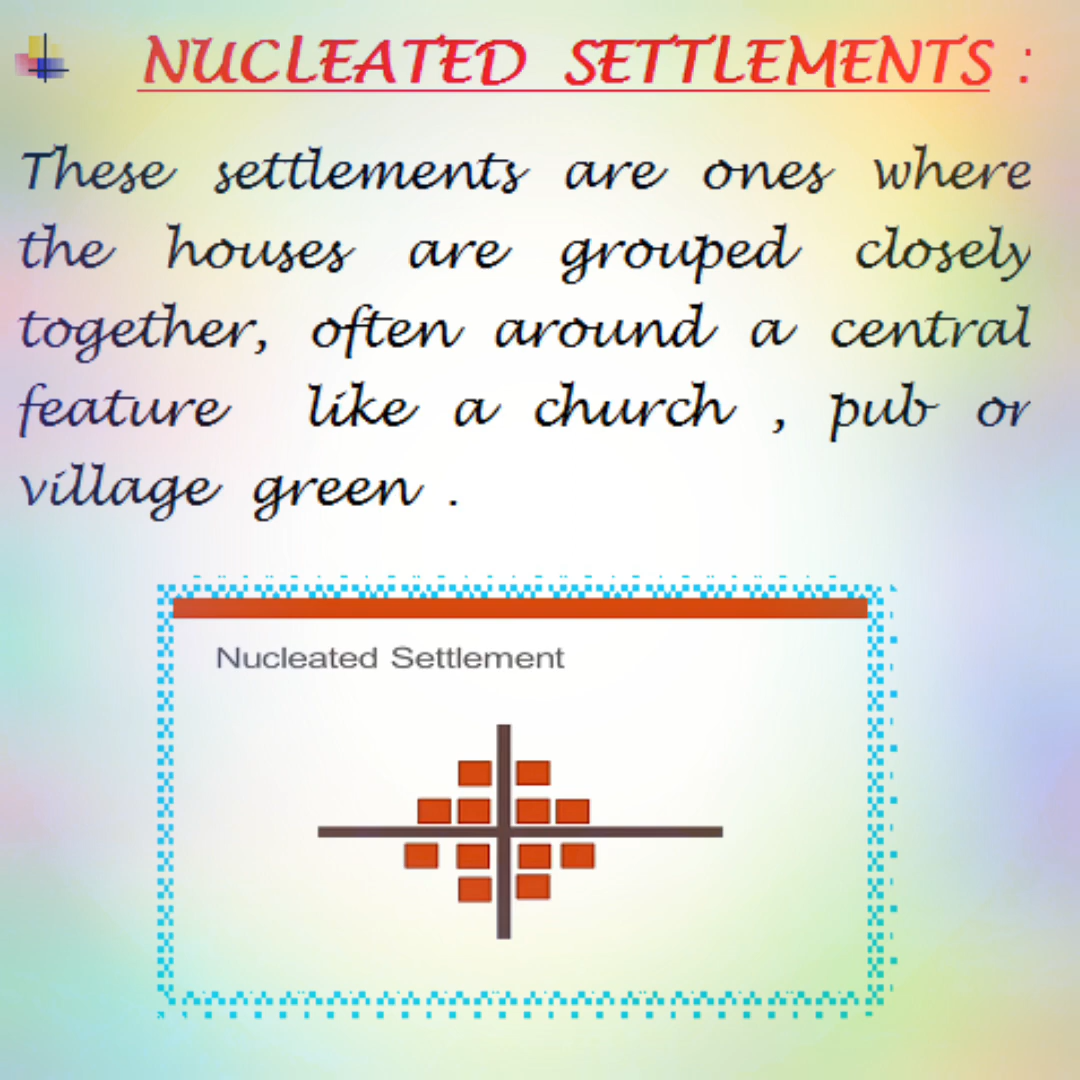 NUCLEATED SETTLEMENTS :
These settlements are ones where
the houses are grouped closely
together, often around a central
feature like a church , pub or
village green .
Nucleated Settlement